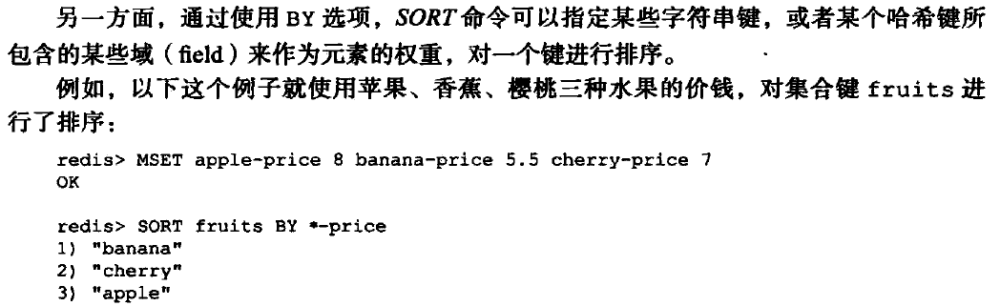 另一方面，通过使用 BY 选项，SORT 命令可以指定某些字符串键，或者某个哈希键所
包含的某些域（field）来作为元素的权重，对一个键进行排序。
例如，以下这个例子就使用苹果、香蕉、樱桃三种水果的价钱，对集合键 fruits 进
行了排序：
redis> MSET apple-price 8 banana-price 5.5 cherry-price 7
OK
redis> SORT fruits BY *-price
1) "banana"
2) "cherry"
3) "apple"